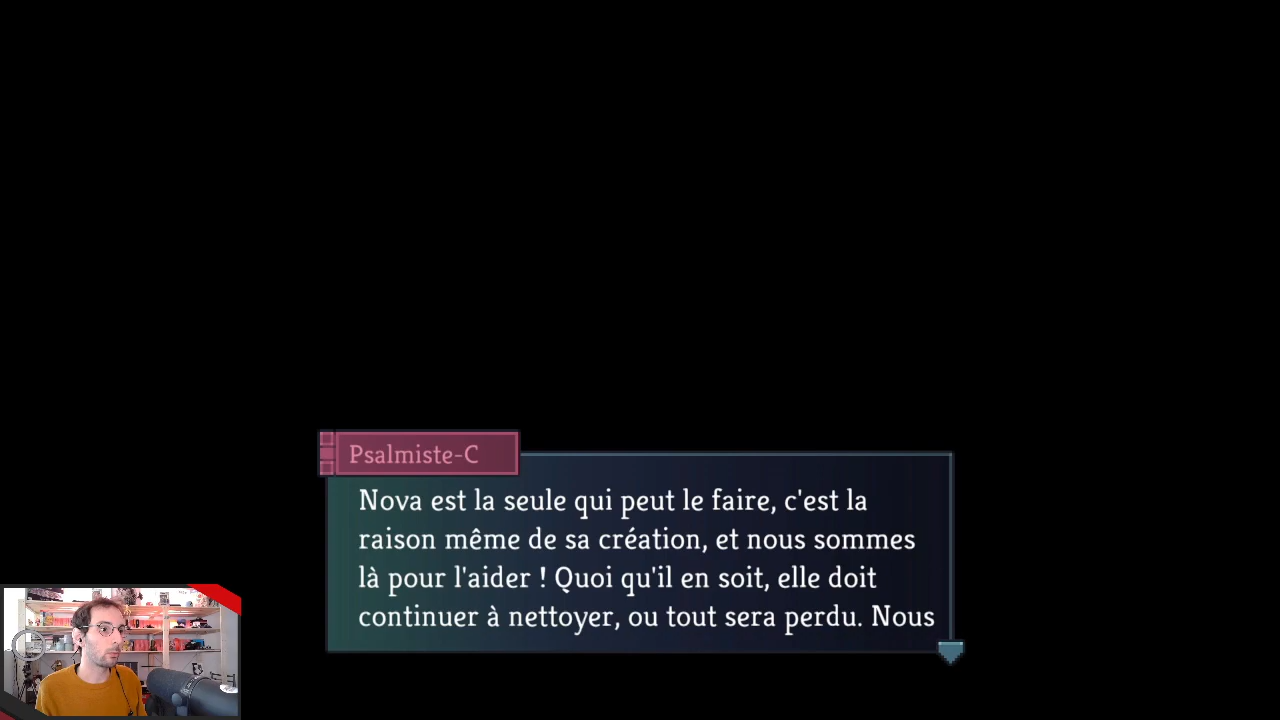 Psalmiste-C
Nova est la seule qui peut le faire, c'est la
raison même de sa création, et nous sommes
là pour l'aider ! Quoi qu'il en soit, elle doit
continuer à nettoyer, ou tout sera perdu. Nous